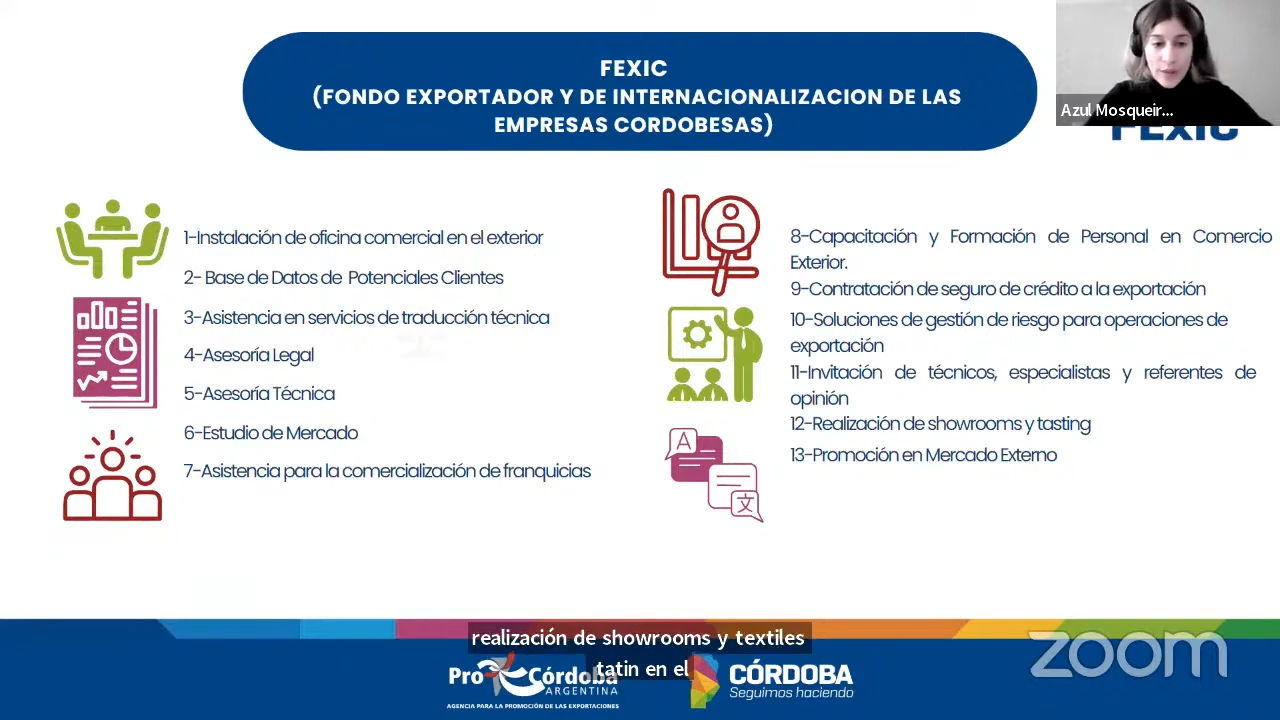 FEXIC
(FONDO EXPORTADOR Y DE INTERNACIONALIZACION DE LAS
EMPRESAS CORDOBESAS)
Azul Mosqueir...
FEXIC
1-Instalación de oficina comercial en el exterior
2- Base de Datos de Potenciales Clientes
3-Asistencia en servicios de traducción técnica
4-Asesoría Legal
5-Asesoría Técnica
6-Estudio de Mercado
7-Asistencia para la comercialización de franquicias
8-Capacitación y Formación de Personal en Comercio
Exterior.
9-Contratación de seguro de crédito a la exportación
10-Soluciones de gestión de riesgo para operaciones de
exportación
11-Invitación de técnicos, especialistas y referentes de
opinión
12-Realización de showrooms y tasting
13-Promoción en Mercado Externo
A
文
realización de showrooms y textiles
tatin en el
Pro Córdoba
ARGENTINA
AGENCIA PARA LA PROMOCIÓN DE LAS EXPORTACIONES
CÓRDOBA
Seguimos haciendo
zoom